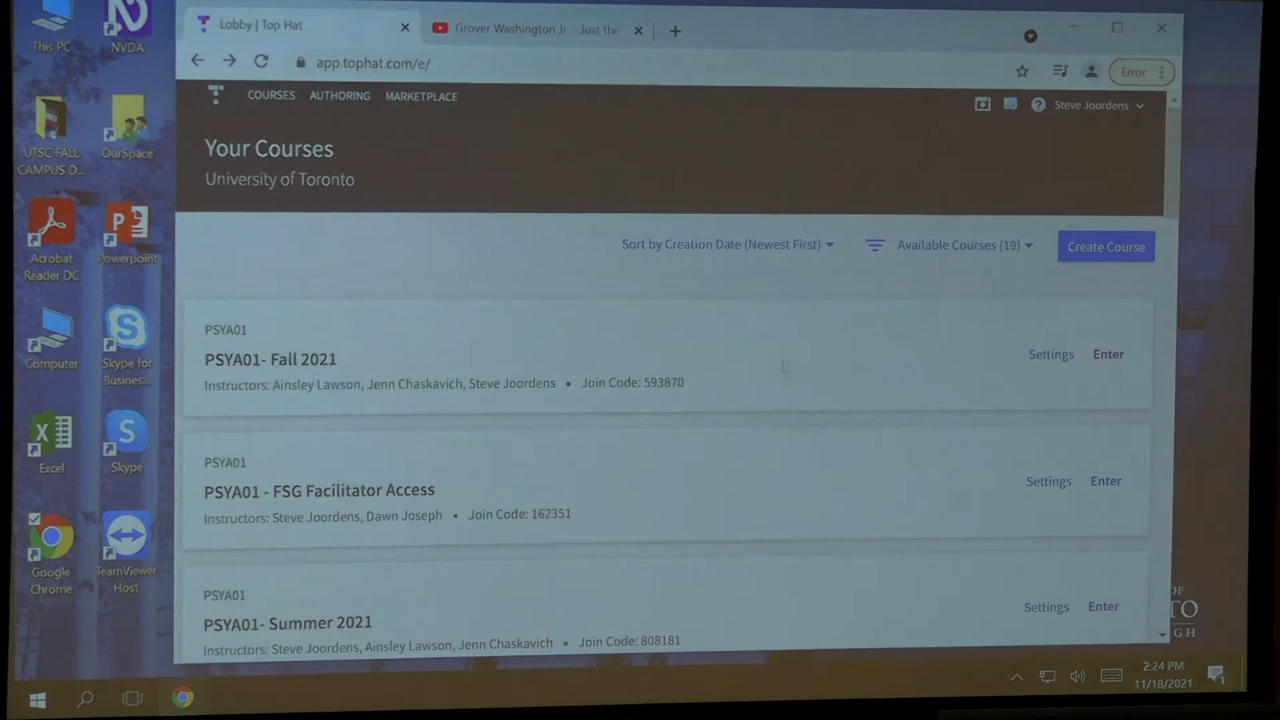 This PC
NVDA
UTSC FALL
CAMPUS D...
OurSpace
Acrobat
Reader DC
Powerpoint
Computer
Skype for
Busines...
Excel
Skype
Google
Chrome
TeamViewer
Host
Lobby | Top Hat
Grover Washington Jr - Just the
app.tophat.com/e/
Error
COURSES AUTHORING MARKETPLACE
Steve Joordens
Your Courses
University of Toronto
Sort by Creation Date (Newest First)
Available Courses (19)
Create Course
PSYA01
PSYA01- Fall 2021
Instructors: Ainsley Lawson, Jenn Chaskavich, Steve Joordens • Join Code: 593870
Settings Enter
PSYA01
PSYA01 - FSG Facilitator Access
Instructors: Steve Joordens, Dawn Joseph • Join Code: 162351
Settings Enter
PSYA01
PSYA01- Summer 2021
Instructors: Steve Joordens, Ainsley Lawson, Jenn Chaskavich • Join Code: 808181
Settings Enter
OF
TO
GH
2:24 PM
11/18/2021